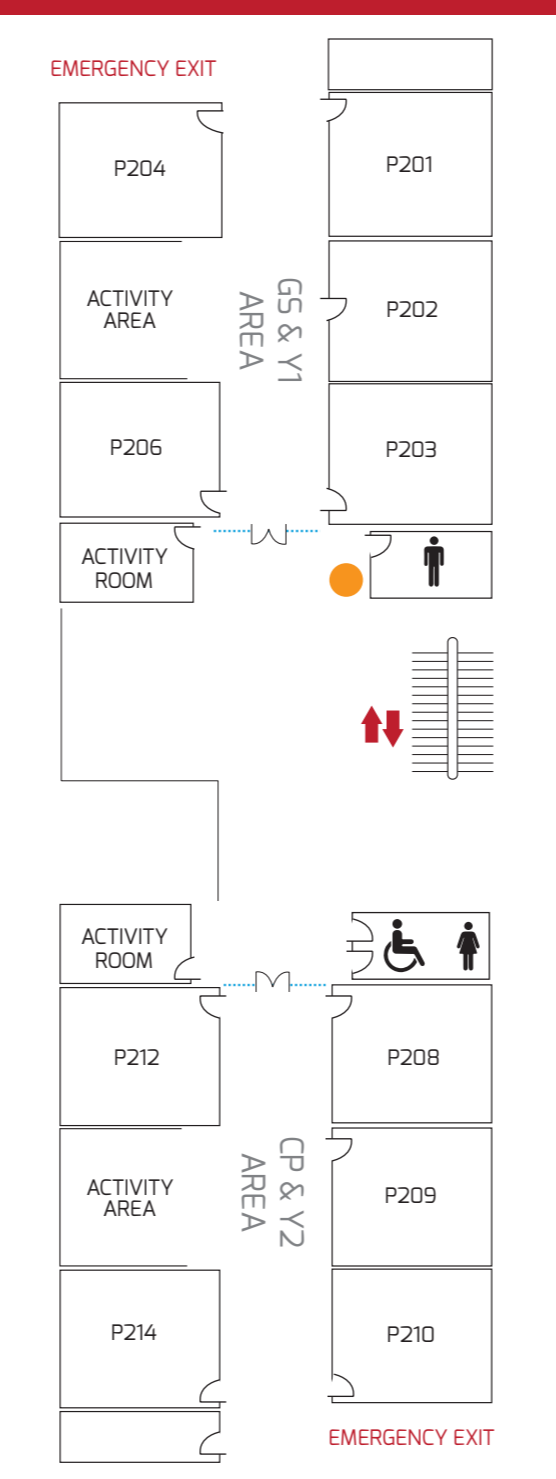 EMERGENCY EXIT
P204
P201
ACTIVITY
AREA
GS & Y1
AREA
P202
P206
P203
ACTIVITY
ROOM
ACTIVITY
ROOM
P212
P208
CP & Y2
AREA
ACTIVITY
AREA
P209
P214
P210
EMERGENCY EXIT